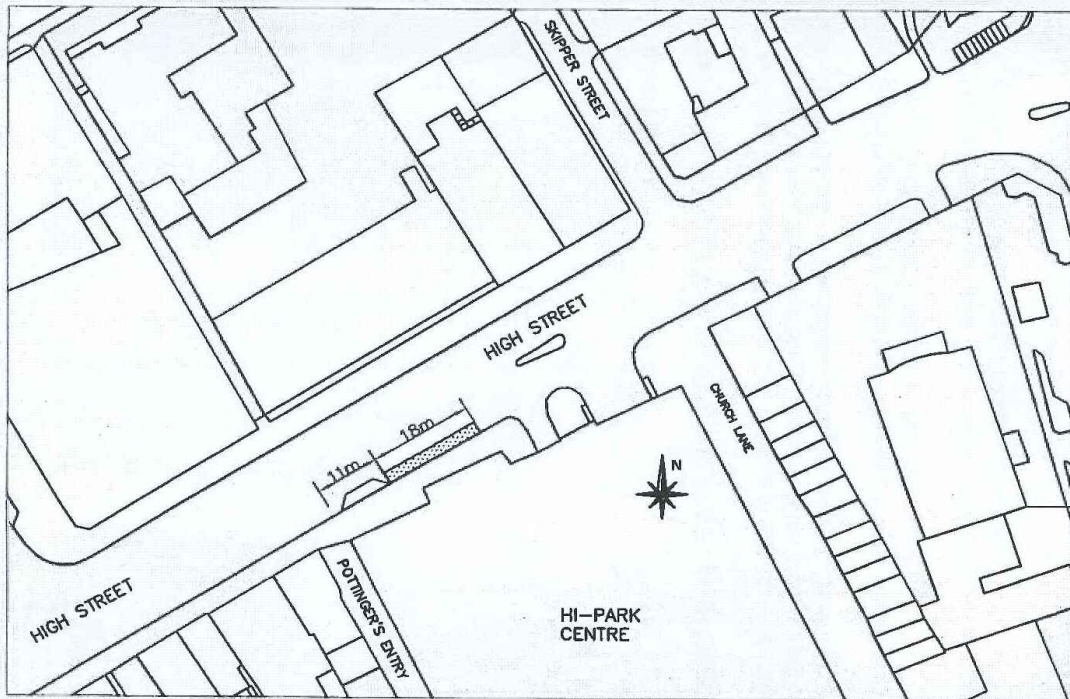 SKIPPER STREET
HIGH STREET
CHURCH LANE
18m
11m
N
HIGH STREET
POTTINGER'S ENTRY
HI-PARK
CENTRE